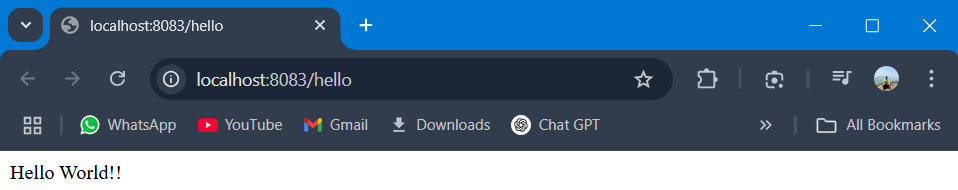 localhost:8083/hello
localhost:8083/hello
WhatsApp YouTube Gmail Downloads Chat GPT All Bookmarks
Hello World!!